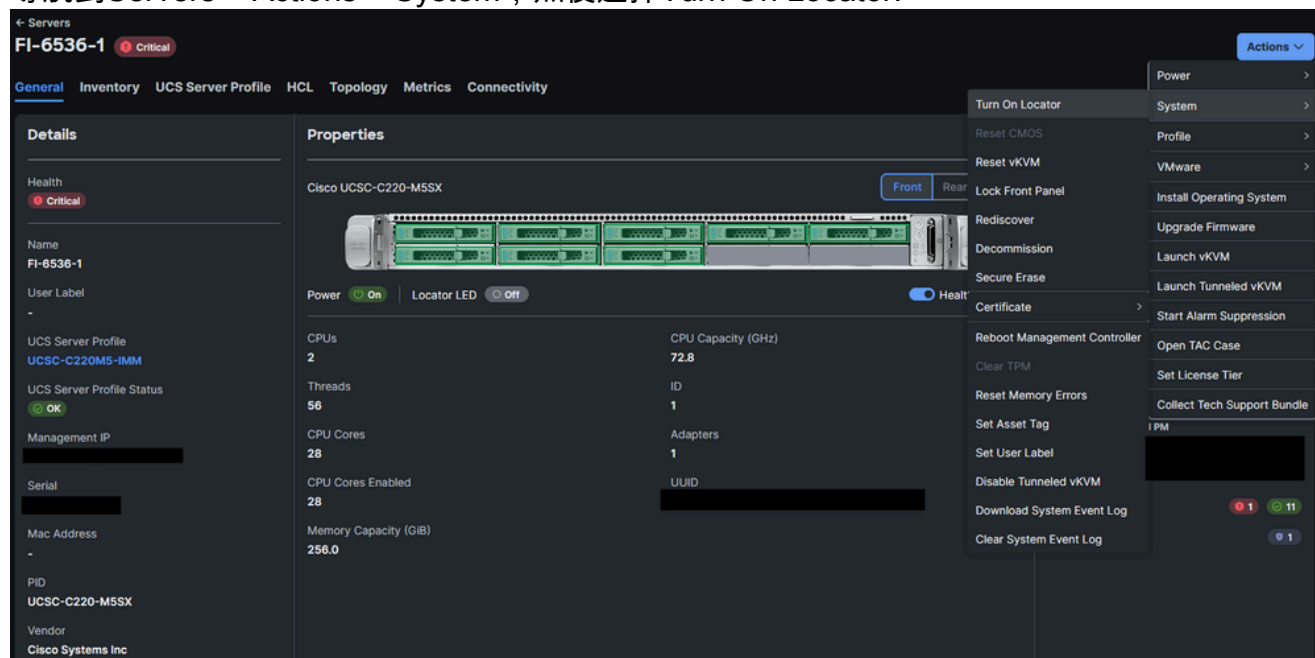 ← Servers
FI-6536-1 Critical
Actions
General Inventory UCS Server Profile HCL Topology Metrics Connectivity
Details
Health
Critical
Name
FI-6536-1
User Label
-
UCS Server Profile
UCSC-C220M5-IMM
UCS Server Profile Status
OK
Management IP
Serial
Mac Address
-
PID
UCSC-C220-M5SX
Vendor
Cisco Systems Inc
Properties
Cisco UCSC-C220-M5SX
Front Rear
Power On Locator LED Off
Healt
CPUs
2
CPU Capacity (GHz)
72.8
Threads
56
ID
1
CPU Cores
28
Adapters
1
CPU Cores Enabled
28
UUID
Memory Capacity (GiB)
256.0
Turn On Locator
Reset CMOS
Reset vKVM
Lock Front Panel
Rediscover
Decommission
Secure Erase
Certificate
Reboot Management Controller
Clear TPM
Reset Memory Errors
Set Asset Tag
Set User Label
Disable Tunneled vKVM
Download System Event Log
Clear System Event Log
Power
System
Profile
VMware
Install Operating System
Upgrade Firmware
Launch vKVM
Launch Tunneled vKVM
Start Alarm Suppression
Open TAC Case
Set License Tier
Collect Tech Support Bundle
PM
1 11
1